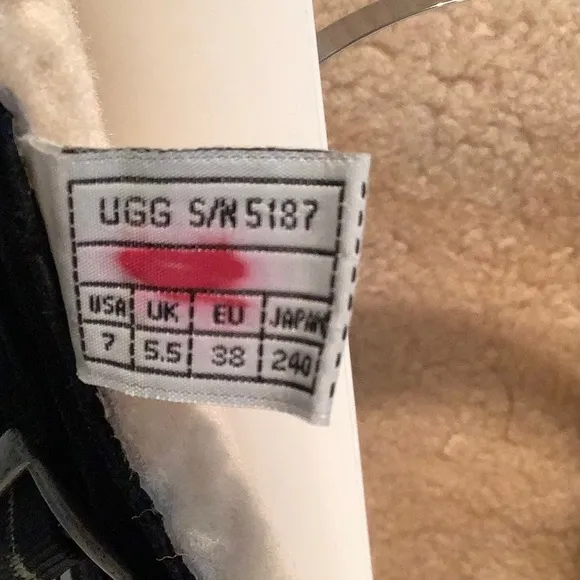 UGG S/N 5187
USA UK EU JAPAN
7 5.5 38 240